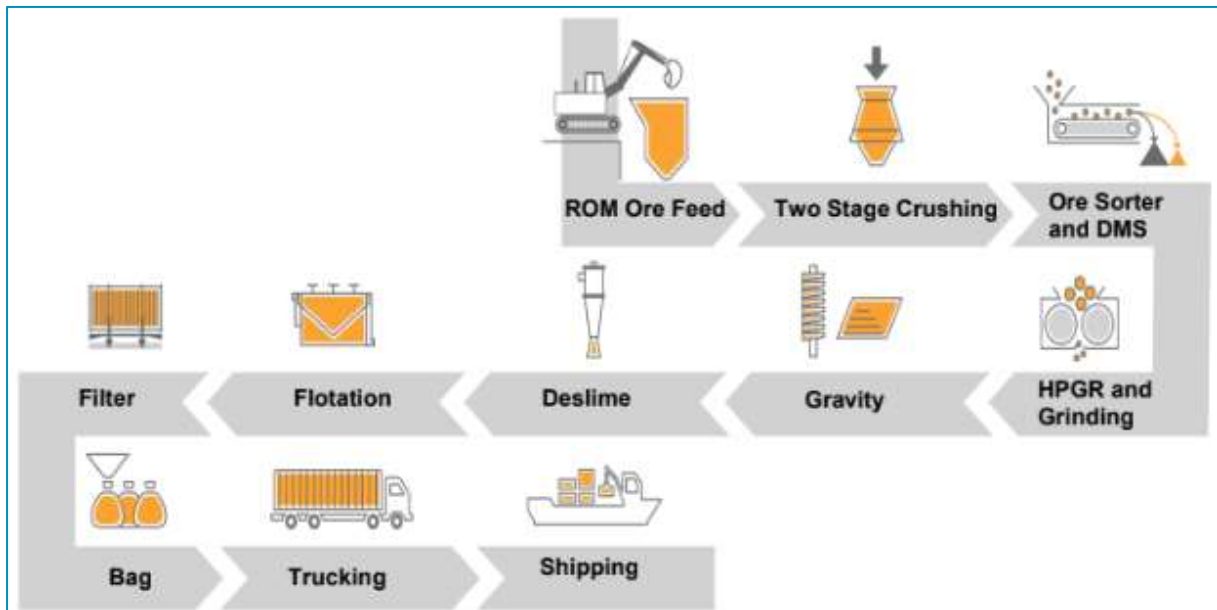 ROM Ore Feed
Two Stage Crushing
Ore Sorter
and DMS
HPGR and
Grinding
Gravity
Deslime
Flotation
Filter
Bag
Trucking
Shipping